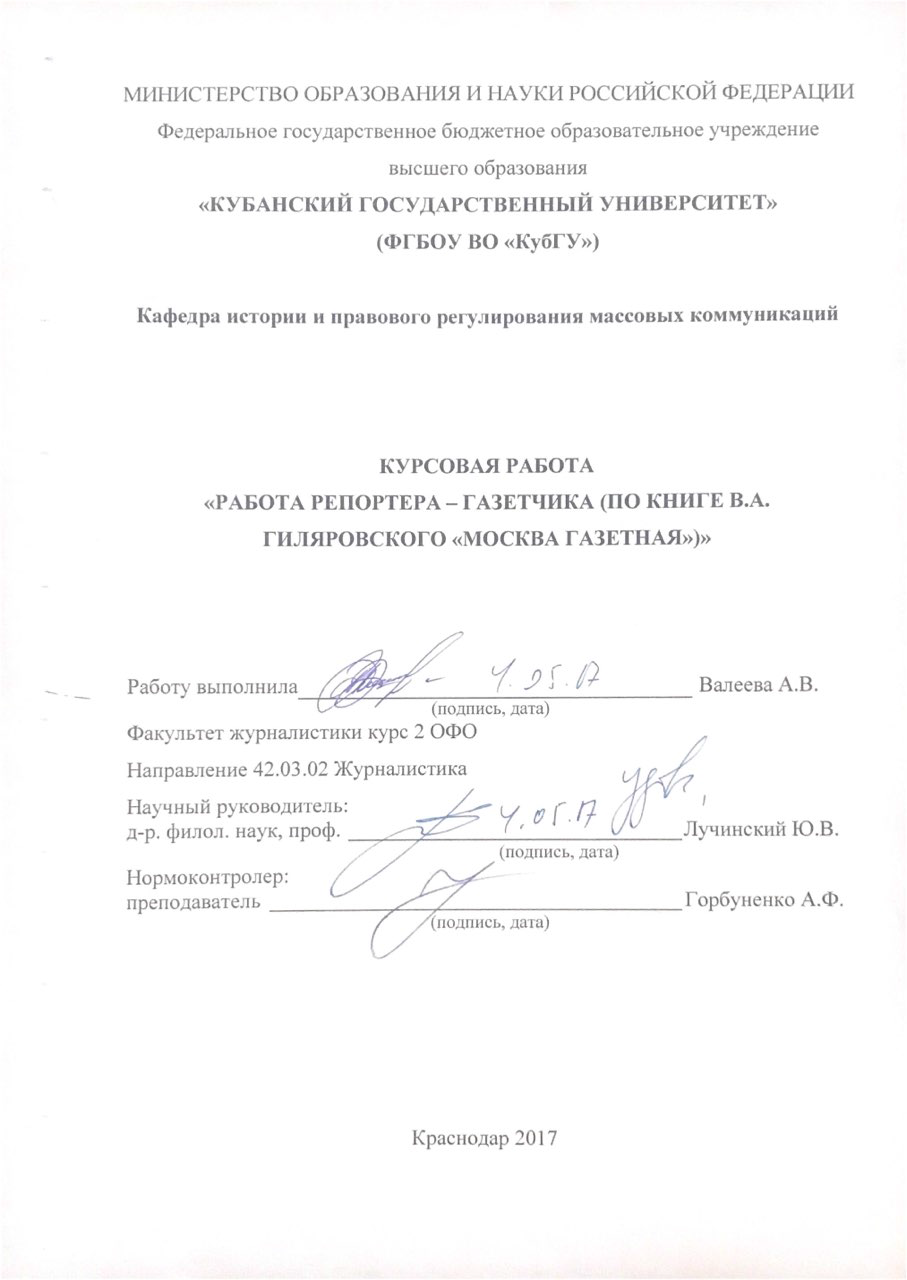 МИНИСТЕРСТВО ОБРАЗОВАНИЯ И НАУКИ РОССИЙСКОЙ ФЕДЕРАЦИИ
Федеральное государственное бюджетное образовательное учреждение
высшего образования
«КУБАНСКИЙ ГОСУДАРСТВЕННЫЙ УНИВЕРСИТЕТ»
(ФГБОУ ВО «КубГУ»)
Кафедра истории и правового регулирования массовых коммуникаций
КУРСОВАЯ РАБОТА
«РАБОТА РЕПОРТЕРА – ГАЗЕТЧИКА (ПО КНИГЕ В.А.
ГИЛЯРОВСКОГО «МОСКВА ГАЗЕТНАЯ»)»
Работу выполнила 4.05.17 Валеева А.В.
(подпись, дата)
Факультет журналистики курс 2 ОФО
Направление 42.03.02 Журналистика
Научный руководитель:
д-р. филол. наук, проф. 4.05.17 Лучинский Ю.В.
(подпись, дата)
Нормоконтролер:
преподаватель Горбуненко А.Ф.
(подпись, дата)
Краснодар 2017